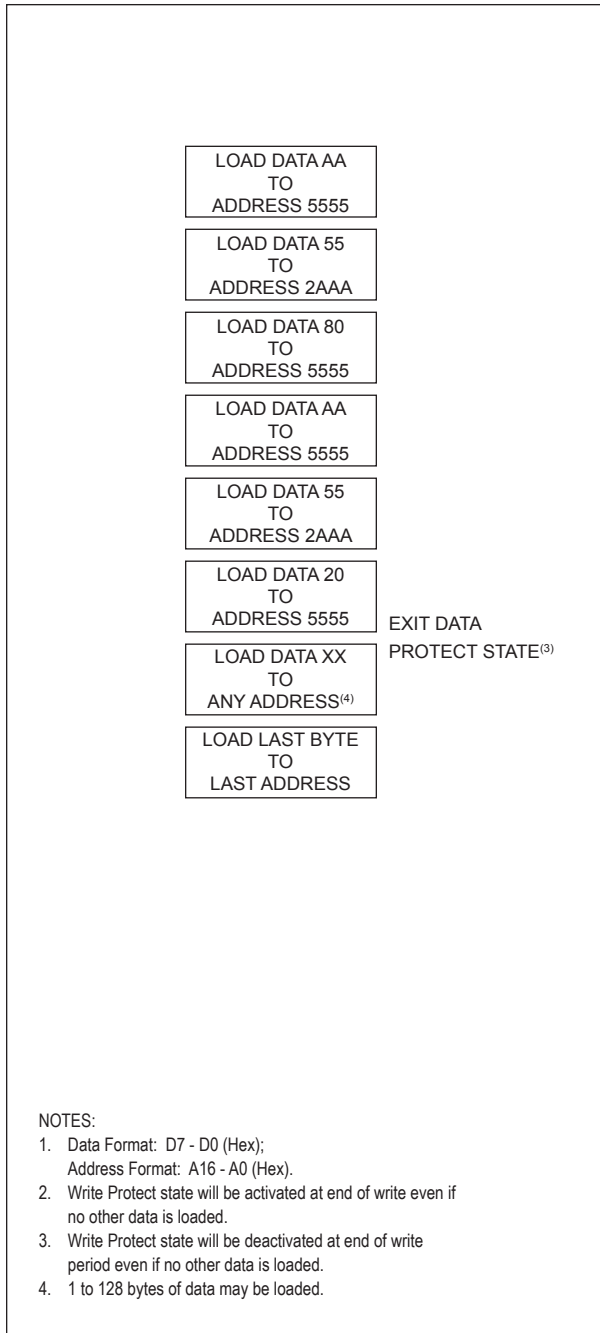 LOAD DATA AA
TO
ADDRESS 5555
LOAD DATA 55
TO
ADDRESS 2AAA
LOAD DATA 80
TO
ADDRESS 5555
LOAD DATA AA
TO
ADDRESS 5555
LOAD DATA 55
TO
ADDRESS 2AAA
LOAD DATA 20
TO
ADDRESS 5555
EXIT DATA
PROTECT STATE(3)
LOAD DATA XX
TO
ANY ADDRESS(4)
LOAD LAST BYTE
TO
LAST ADDRESS
NOTES:
1. Data Format: D7 - D0 (Hex);
Address Format: A16 - A0 (Hex).
2. Write Protect state will be activated at end of write even if
no other data is loaded.
3. Write Protect state will be deactivated at end of write
period even if no other data is loaded.
4. 1 to 128 bytes of data may be loaded.